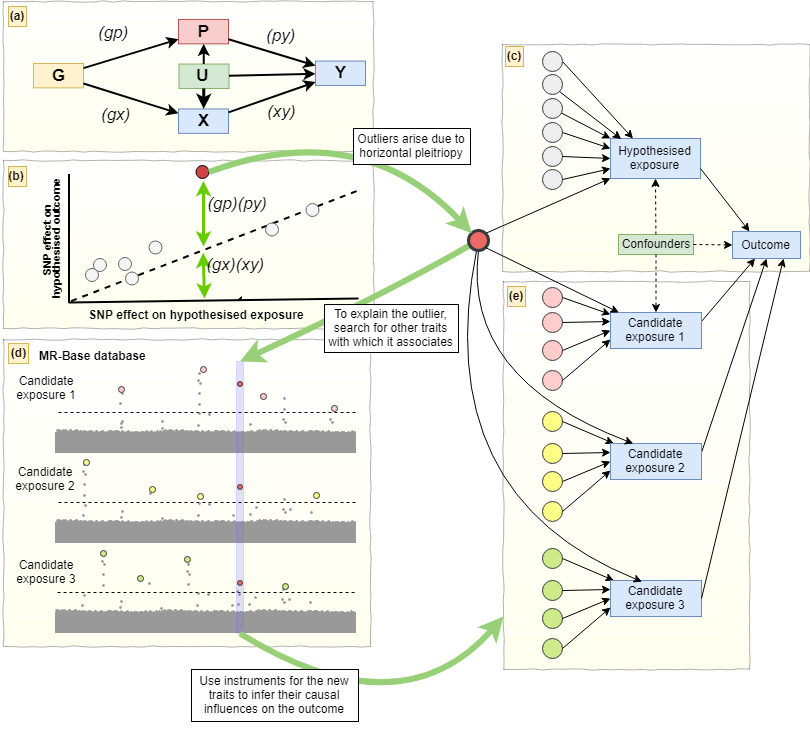 (a)
(gp)
P
(py)
G
U
Y
(gx)
X
(xy)
Outliers arise due to
horizontal pleitriopy
(b)
SNP effect on
hypothesised outcome
(gp)(py)
(gx)(xy)
SNP effect on hypothesised exposure
(c)
Hypothesised
exposure
Confounders
Outcome
To explain the outlier,
search for other traits
with which it associates
(d)
MR-Base database
Candidate
exposure 1
Candidate
exposure 2
Candidate
exposure 3
(e)
Candidate
exposure 1
Candidate
exposure 2
Candidate
exposure 3
Use instruments for the new
traits to infer their causal
influences on the outcome